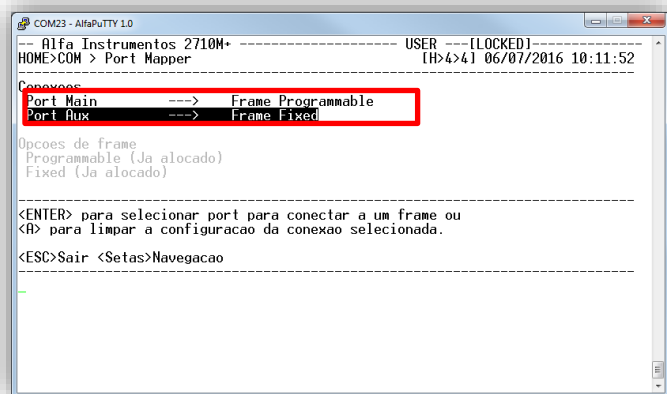 COM23 - AlfaPuTTY 1.0
-- Alfa Instrumentos 2710M+ -------------------- USER ---[LOCKED]--------------
HOME>COM > Port Mapper [H>4>4] 06/07/2016 10:11:52
--------------------------------------------------------------------------------
Conexoes
Port Main ---> Frame Programmable
Port Aux ---> Frame Fixed
Opcoes de frame
Programmable (Ja alocado)
Fixed (Ja alocado)
--------------------------------------------------------------------------------
<ENTER> para selecionar port para conectar a um frame ou
<A> para limpar a configuracao da conexao selecionada.
<ESC>Sair <Setas>Navegacao
--------------------------------------------------------------------------------